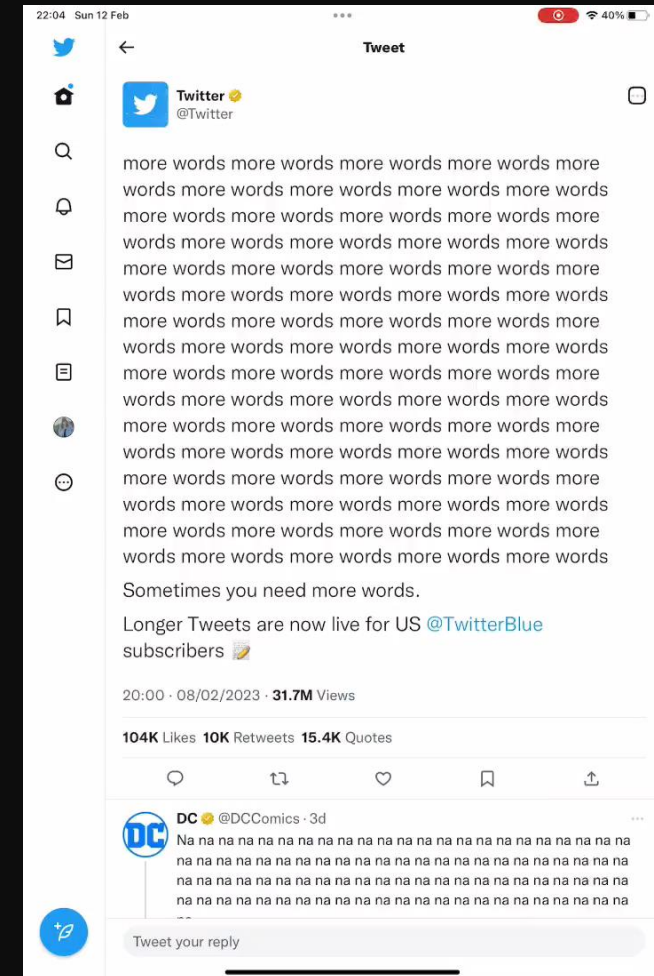 22:04 Sun 12 Feb
40%
Tweet
Twitter
@Twitter
more words more words more words more words more
words more words more words more words more words
more words more words more words more words more
words more words more words more words more words
more words more words more words more words more
words more words more words more words more words
more words more words more words more words more
words more words more words more words more words
more words more words more words more words more
words more words more words more words more words
more words more words more words more words more
words more words more words more words more words
more words more words more words more words more
words more words more words more words more words
more words more words more words more words more
words more words more words more words more words
Sometimes you need more words.
Longer Tweets are now live for US @TwitterBlue
subscribers 📝
20:00 · 08/02/2023 · 31.7M Views
104K Likes 10K Retweets 15.4K Quotes
DC
DC @DCComics · 3d
Na na na na na na na na na na na na na na na na na na na na na na na
na na na na na na na na na na na na na na na na na na na na na na na
na na na na na na na na na na na na na na na na na na na na na na na
na na na na na na na na na na na na na na na na na na na na na na na
Tweet your reply